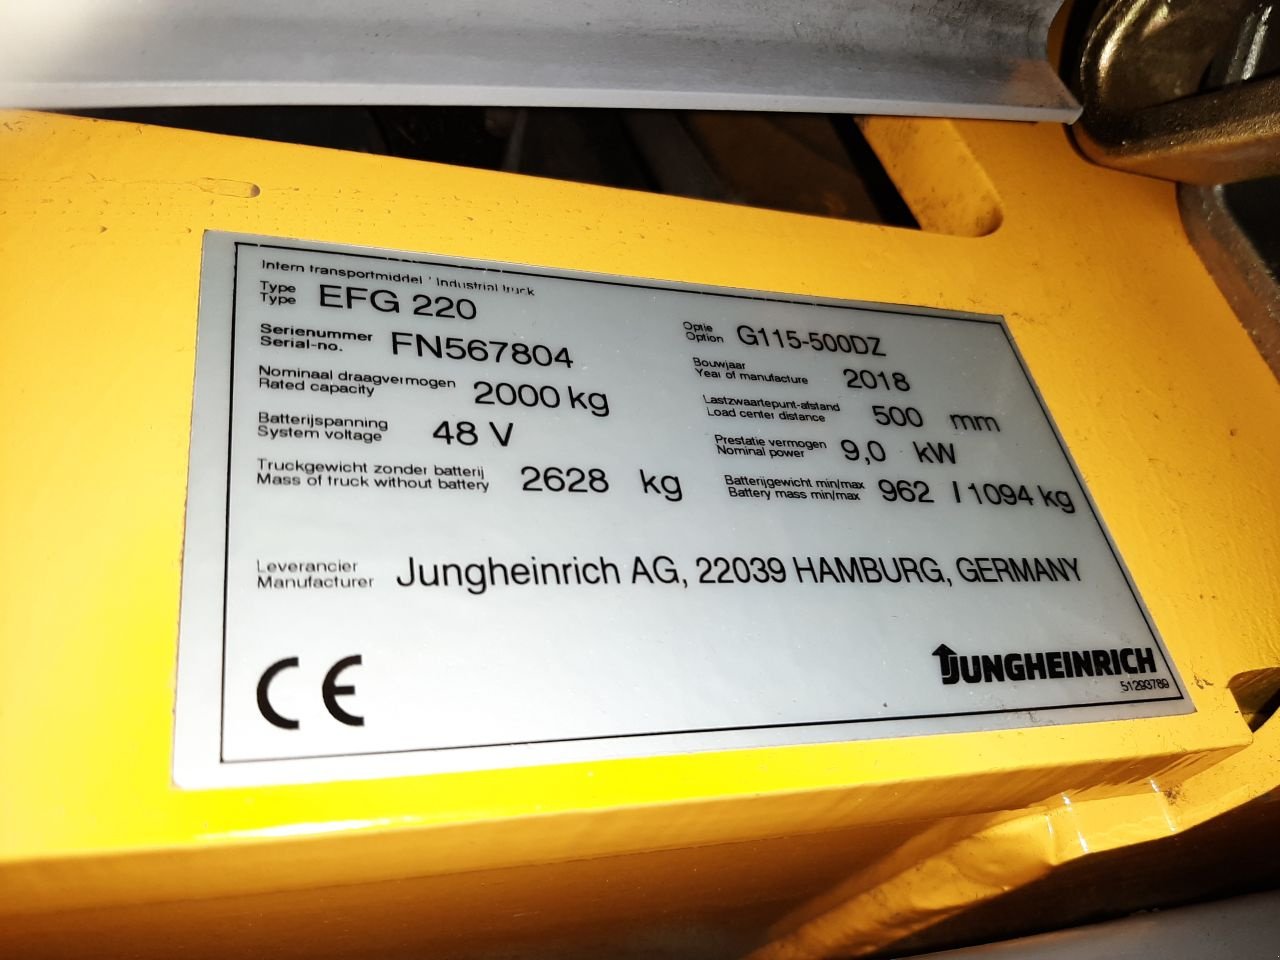 Intern transportmiddel / Industrial truck
Type
Type EFG 220
Optie
Option G115-500DZ
Serienummer
Serial-no. FN567804
Bouwjaar
Year of manufacture 2018
Nominaal draagvermogen
Rated capacity 2000 kg
Lastzwaartepunt-afstand
Load center distance 500 mm
Batterijspanning
System voltage 48 V
Prestatie vermogen
Nominal power 9,0 kW
Truckgewicht zonder batterij
Mass of truck without battery 2628 kg
Batterijgewicht min/max
Battery mass min/max 962 / 1094 kg
Leverancier
Manufacturer Jungheinrich AG, 22039 HAMBURG, GERMANY
CE
JUNGHEINRICH
51293789